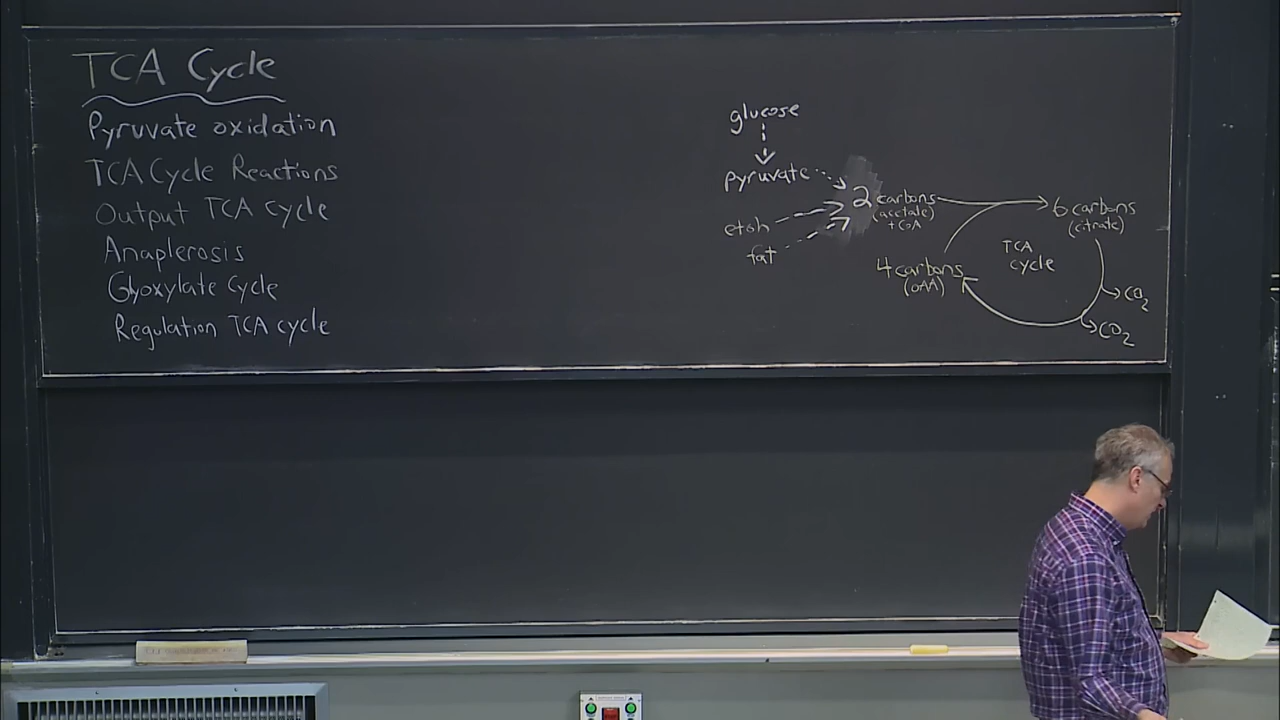 TCA Cycle
Pyruvate oxidation
TCA Cycle Reactions
Output TCA Cycle
Anaplerosis
Glyoxylate Cycle
Regulation TCA cycle
glucose
pyruvate
etoh
fat
2 carbons
(acetate)
+ CoA
6 carbons
(citrate)
TCA
cycle
4 carbons
(OAA)
CO2
CO2